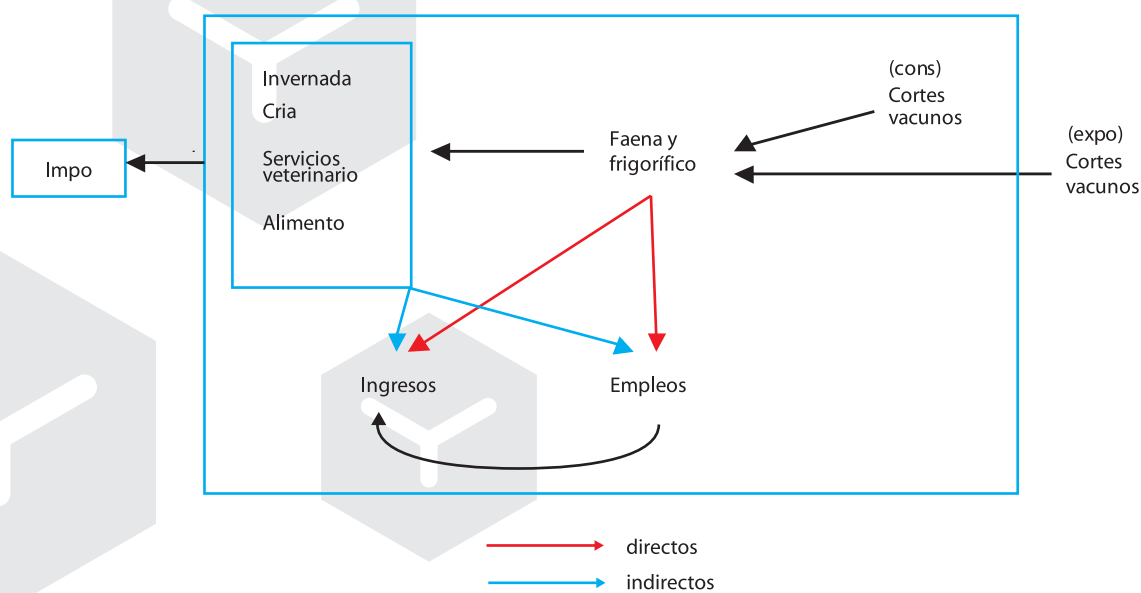 Invernada
Cria
Servicios
veterinario
Alimento
Impo
Faena y
frigorífico
(cons)
Cortes
vacunos
(expo)
Cortes
vacunos
Ingresos
Empleos
directos
indirectos